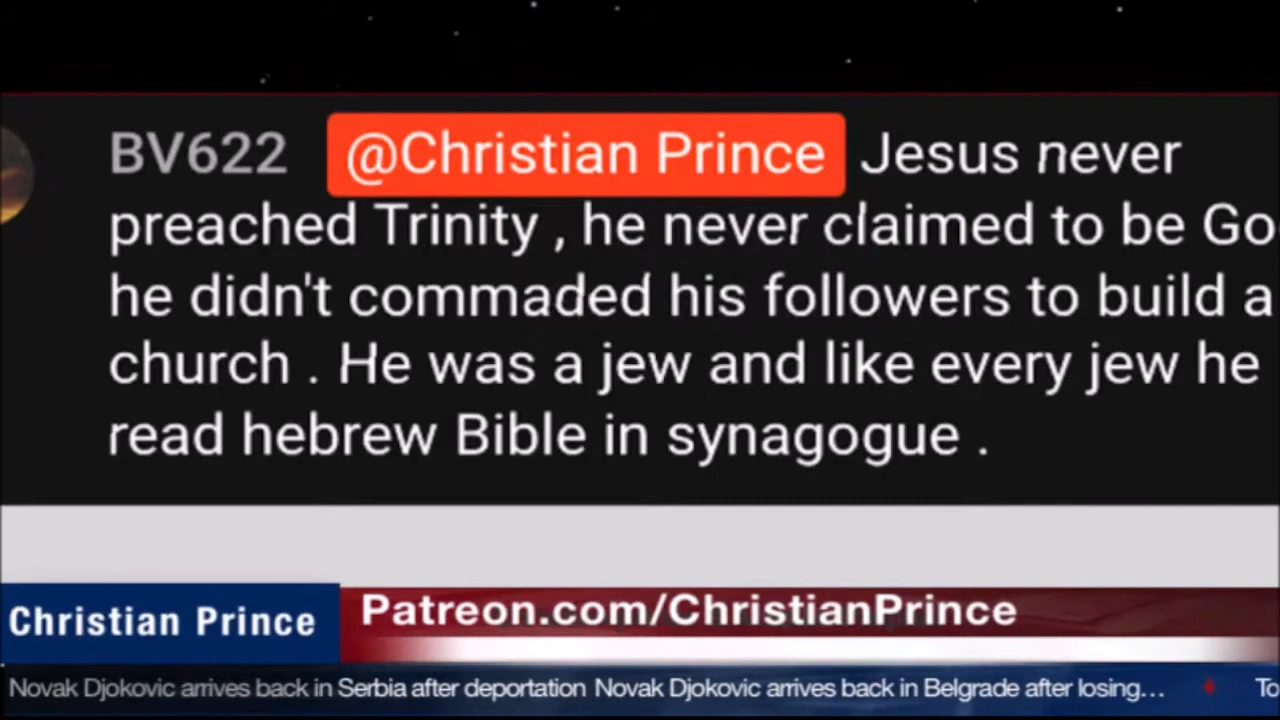 BV622 @Christian Prince Jesus never
preached Trinity , he never claimed to be
he didn't commaded his followers to build a
church . He was a jew and like every jew he
read hebrew Bible in synagogue .
Christian Prince
Patreon.com/ChristianPrince
Novak Djokovic arrives back in Serbia after deportation Novak Djokovic arrives back in Belgrade after losing...